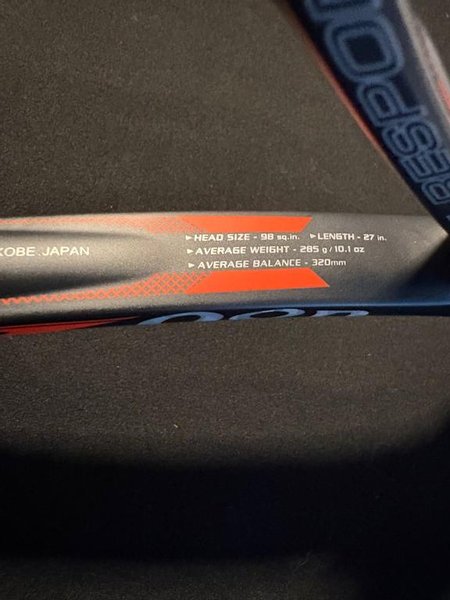 KOBE.JAPAN
►HEAD SIZE - 98 sq.in. ►LENGTH - 27 in.
►AVERAGE WEIGHT - 285 g / 10.1 oz
►AVERAGE BALANCE - 320mm